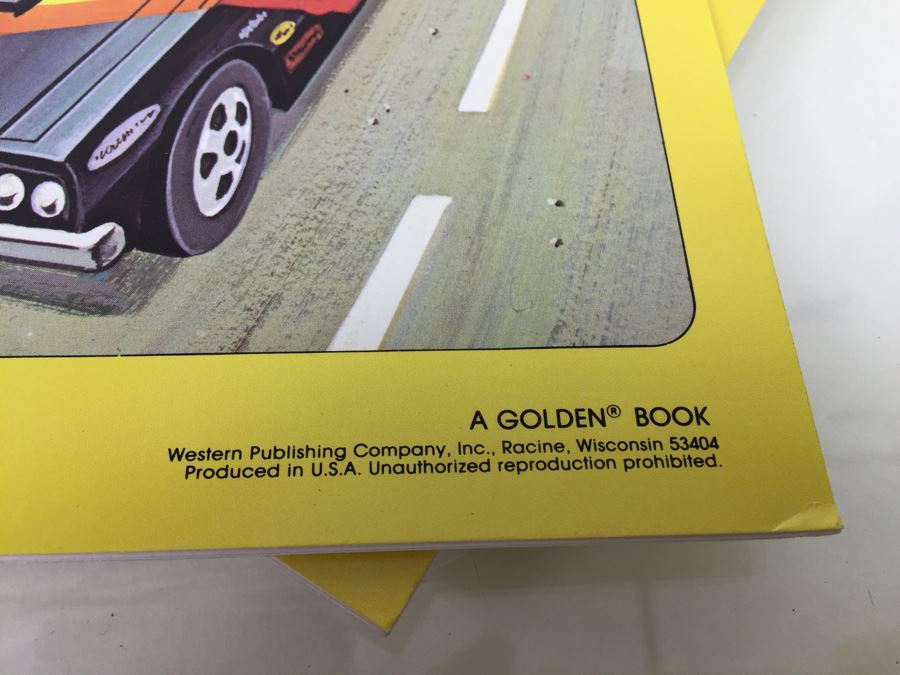 A GOLDEN® BOOK
Western Publishing Company, Inc., Racine, Wisconsin 53404
Produced in U.S.A. Unauthorized reproduction prohibited.